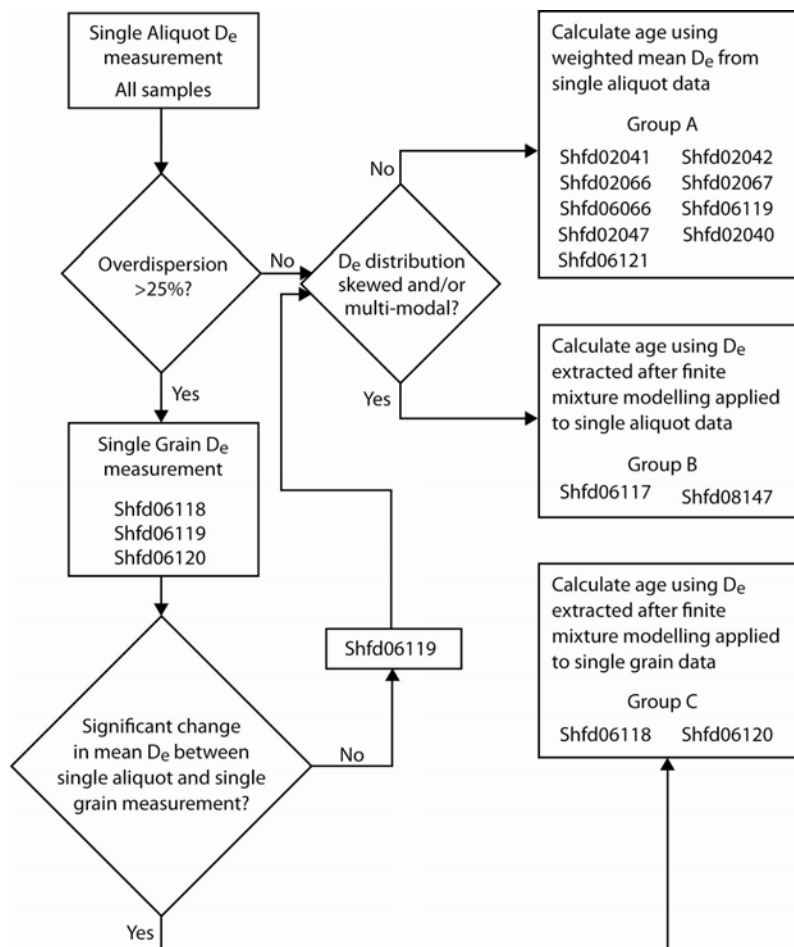 Single Aliquot De
measurement
All samples
Overdispersion
>25%?
No
Yes
Single Grain De
measurement
Shfd06118
Shfd06119
Shfd06120
Significant change
in mean De between
single aliquot and single
grain measurement?
No
Yes
Shfd06119
De distribution
skewed and/or
multi-modal?
No
Yes
Calculate age using
weighted mean De from
single aliquot data
Group A
Shfd02041 Shfd02042
Shfd02066 Shfd02067
Shfd06066 Shfd06119
Shfd02047 Shfd02040
Shfd06121
Calculate age using De
extracted after finite
mixture modelling applied
to single aliquot data
Group B
Shfd06117 Shfd08147
Calculate age using De
extracted after finite
mixture modelling applied
to single grain data
Group C
Shfd06118 Shfd06120